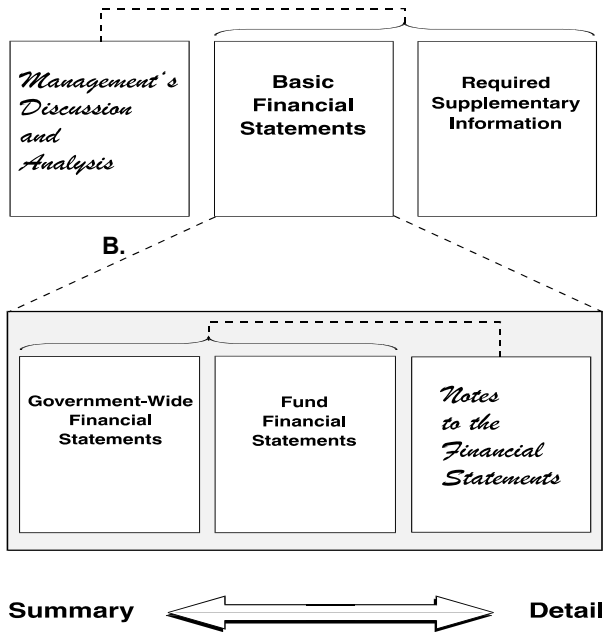 Management's
Discussion
and
Analysis
Basic
Financial
Statements
Required
Supplementary
Information
B.
Government-Wide
Financial
Statements
Fund
Financial
Statements
Notes
to the
Financial
Statements
Summary
Detail